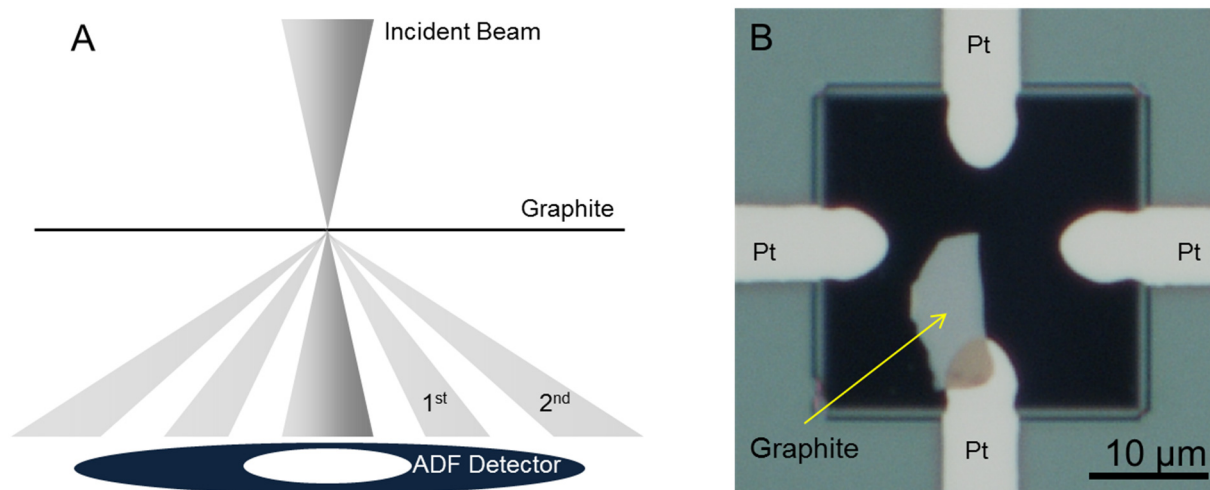 A
Incident Beam
Graphite
1st
2nd
ADF Detector
B
Pt
Pt
Pt
Graphite
Pt
10 µm